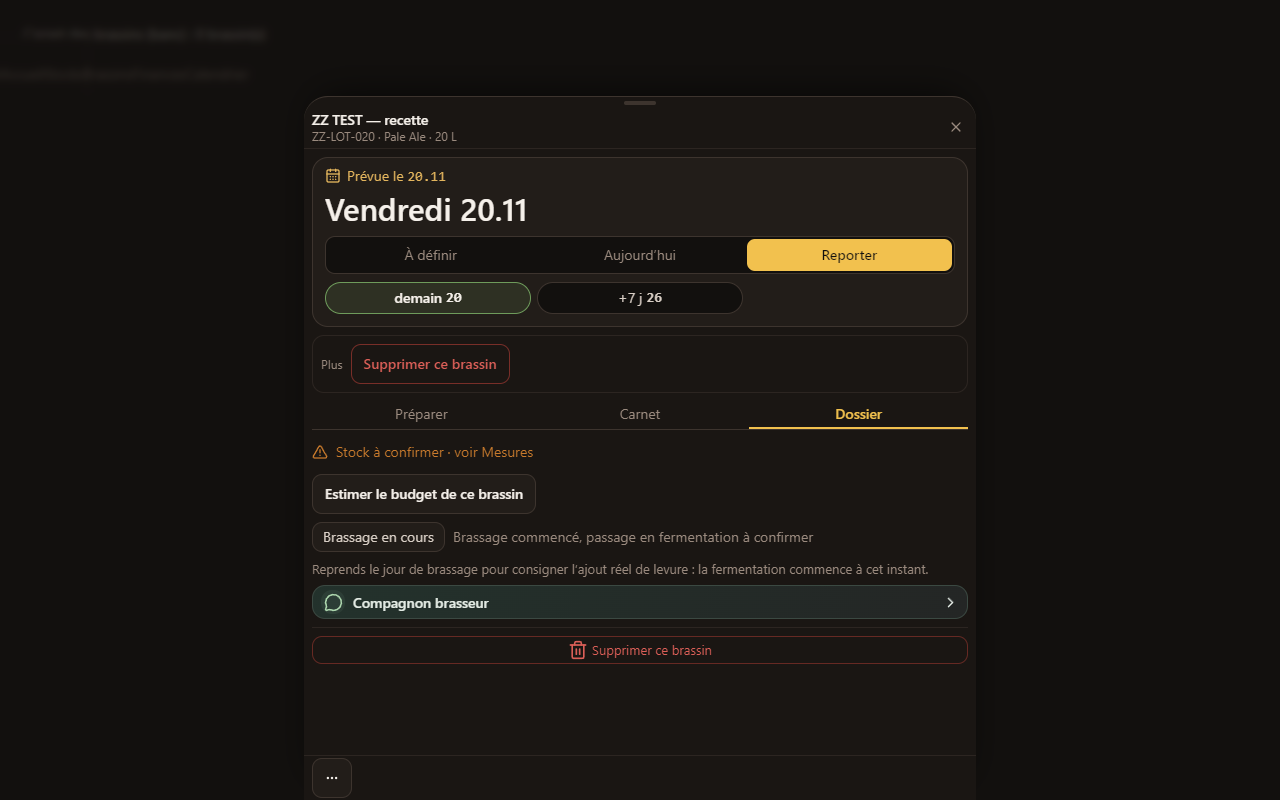 ZZ TEST — recette
ZZ-LOT-020 · Pale Ale · 20 L
Prévue le 20.11
Vendredi 20.11
À définir
Aujourd'hui
Reporter
demain 20
+7 j 26
Plus
Supprimer ce brassin
Préparer
Carnet
Dossier
Stock à confirmer · voir Mesures
Estimer le budget de ce brassin
Brassage en cours
Brassage commencé, passage en fermentation à confirmer
Reprends le jour de brassage pour consigner l'ajout réel de levure : la fermentation commence à cet instant.
Compagnon brasseur
Supprimer ce brassin
...